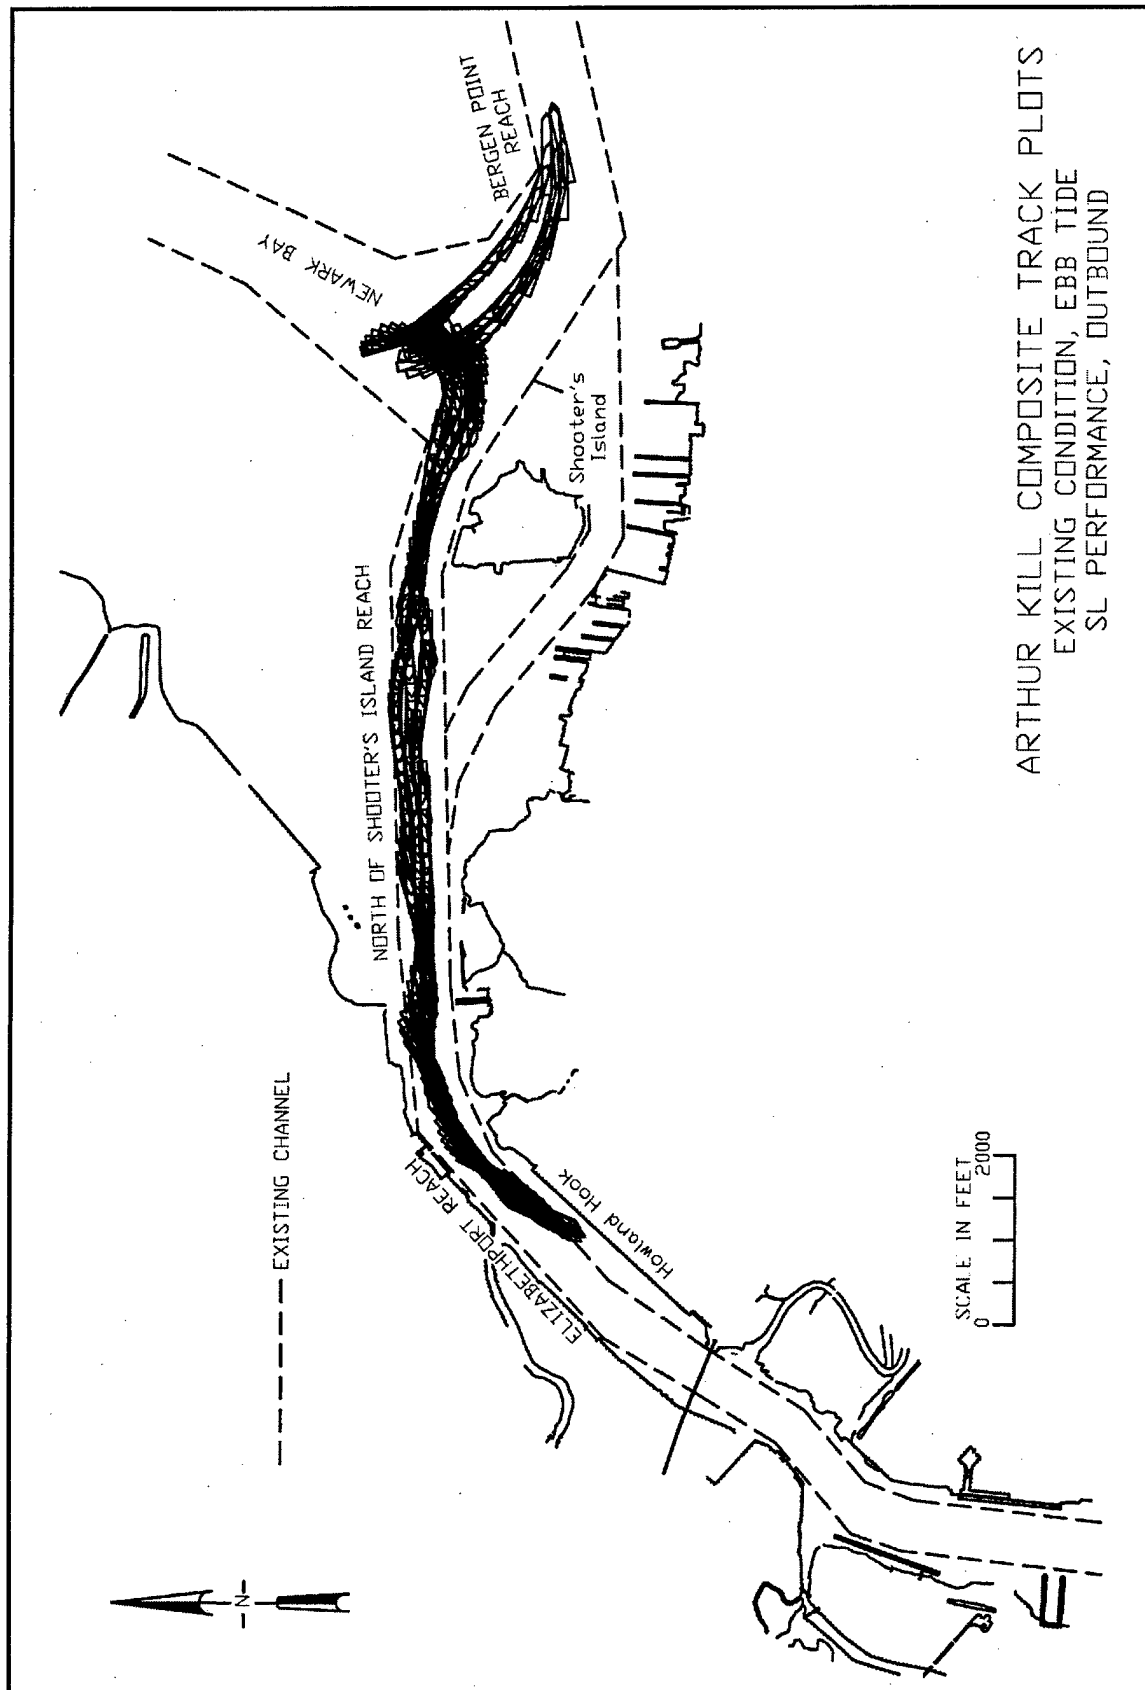 BERGEN POINT
REACH
NEWARK BAY
Shooter's
Island
NORTH OF SHOOTER'S ISLAND REACH
ELIZABETHPORT REACH
Howland Hook
EXISTING CHANNEL
-N-
SCALE IN FEET
0 2000
ARTHUR KILL COMPOSITE TRACK PLOTS
EXISTING CONDITION, EBB TIDE
SL PERFORMANCE, OUTBOUND